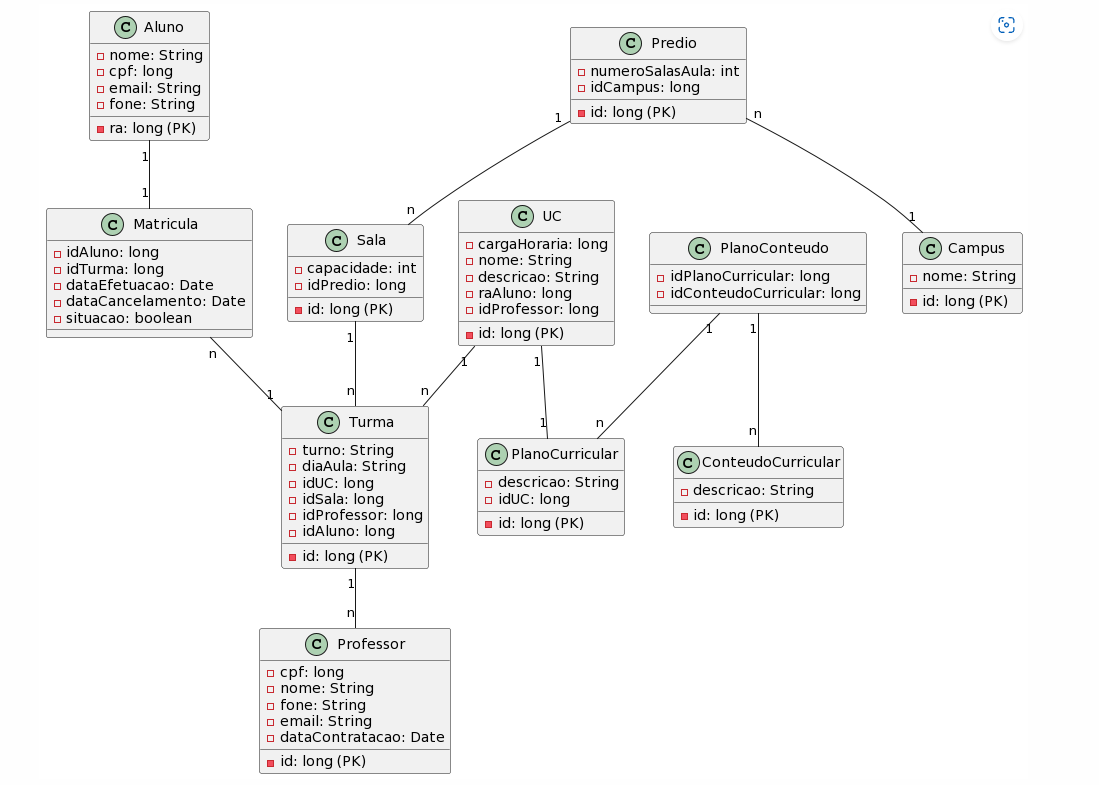 C Aluno
nome: String
cpf: long
email: String
fone: String
ra: long (PK)
1
1
C Matricula
idAluno: long
idTurma: long
dataEfetuacao: Date
dataCancelamento: Date
situacao: boolean
n
1
C Predio
numeroSalasAula: int
idCampus: long
id: long (PK)
1
n
n
1
C Sala
capacidade: int
idPredio: long
id: long (PK)
1
n
C UC
cargaHoraria: long
nome: String
descricao: String
raAluno: long
idProfessor: long
id: long (PK)
1
n
1
1
C PlanoConteudo
idPlanoCurricular: long
idConteudoCurricular: long
1
n
1
n
C Campus
nome: String
id: long (PK)
C Turma
turno: String
diaAula: String
idUC: long
idSala: long
idProfessor: long
idAluno: long
id: long (PK)
1
n
C PlanoCurricular
descricao: String
idUC: long
id: long (PK)
C ConteudoCurricular
descricao: String
id: long (PK)
C Professor
cpf: long
nome: String
fone: String
email: String
dataContratacao: Date
id: long (PK)